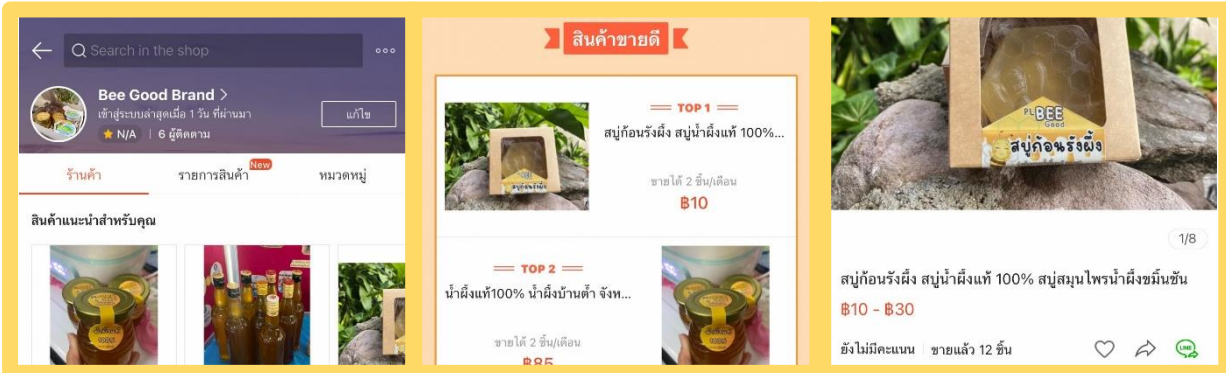 Search in the shop
Bee Good Brand >
เข้าสู่ระบบล่าสุดเมื่อ 1 วัน ที่ผ่านมา
แก้ไข
N/A | 6 ผู้ติดตาม
ร้านค้า
รายการสินค้า
New
หมวดหมู่
สินค้าแนะนำสำหรับคุณ
100%
สินค้าขายดี
TOP 1
สบู่ก้อนรังผึ้ง สบู่น้ำผึ้งแท้ 100%...
ขายได้ 2 ชิ้น/เดือน
฿10
สบู่ก้อนรังผึ้ง
TOP 2
น้ำผึ้งแท้100% น้ำผึ้งบ้านต๋ำ จังห...
ขายได้ 2 ชิ้น/เดือน
฿85
PL BEE
Good
สบู่ก้อนรังผึ้ง
1/8
สบู่ก้อนรังผึ้ง สบู่น้ำผึ้งแท้ 100% สบู่สมุนไพรน้ำผึ้งขมิ้นชัน
฿10 - ฿30
ยังไม่มีคะแนน | ขายแล้ว 12 ชิ้น
LINE